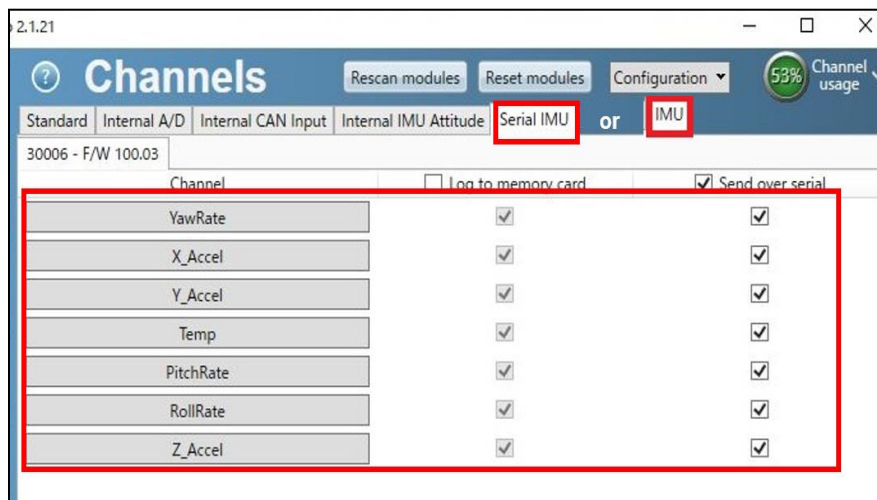 2.1.21
Channels
Rescan modules Reset modules Configuration 53% Channel usage
Standard Internal A/D Internal CAN Input Internal IMU Attitude Serial IMU or IMU
30006 - F/W 100.03
Channel Log to memory card Send over serial
YawRate
X_Accel
Y_Accel
Temp
PitchRate
RollRate
Z_Accel